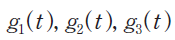 g₁(t), g₂(t), g₃(t)